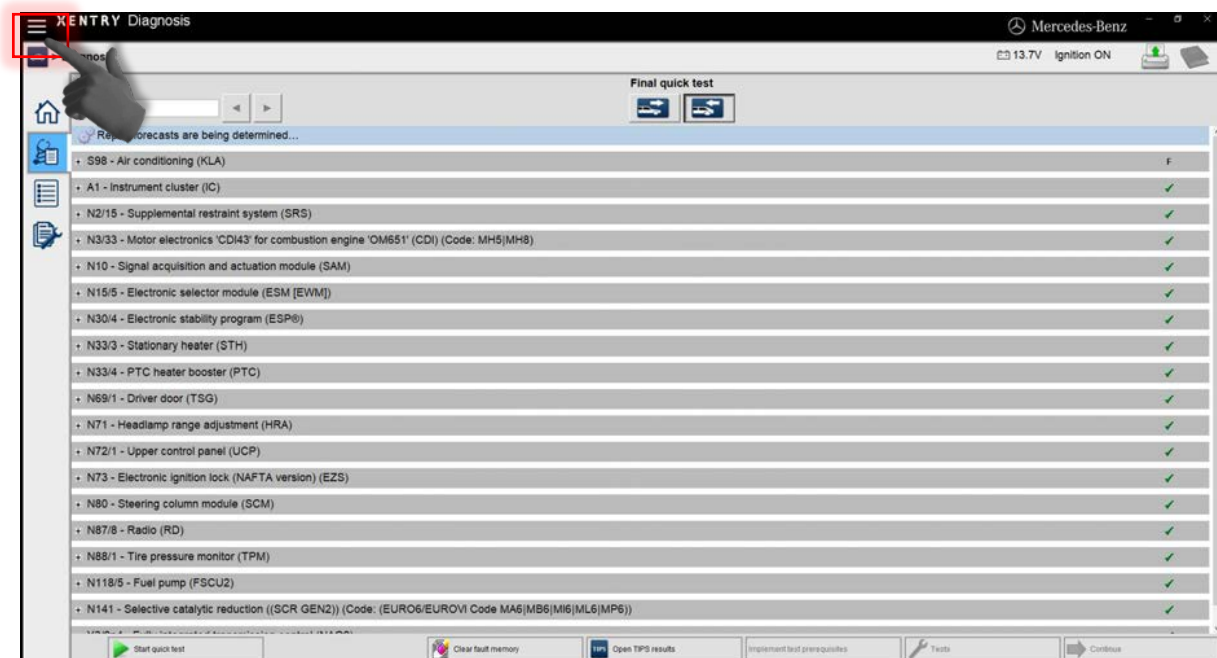 XENTRY Diagnosis
Mercedes-Benz
13.7V Ignition ON
Final quick test
forecasts are being determined...
+ S98 - Air conditioning (KLA) F
+ A1 - Instrument cluster (IC) ✓
+ N2/15 - Supplemental restraint system (SRS) ✓
+ N3/33 - Motor electronics 'CDI43' for combustion engine 'OM651' (CDI) (Code: MH5|MH8) ✓
+ N10 - Signal acquisition and actuation module (SAM) ✓
+ N15/5 - Electronic selector module (ESM [EWM]) ✓
+ N30/4 - Electronic stability program (ESP®) ✓
+ N33/3 - Stationary heater (STH) ✓
+ N33/4 - PTC heater booster (PTC) ✓
+ N69/1 - Driver door (TSG) ✓
+ N71 - Headlamp range adjustment (HRA) ✓
+ N72/1 - Upper control panel (UCP) ✓
+ N73 - Electronic ignition lock (NAFTA version) (EZS) ✓
+ N80 - Steering column module (SCM) ✓
+ N87/8 - Radio (RD) ✓
+ N88/1 - Tire pressure monitor (TPM) ✓
+ N118/5 - Fuel pump (FSCU2) ✓
+ N141 - Selective catalytic reduction ((SCR GEN2)) (Code: (EURO6/EUROVI Code MA6|MB6|MI6|ML6|MP6)) ✓
Start quick test Clear fault memory TIPS Open TIPS results Implement test prerequisites Tests Continue